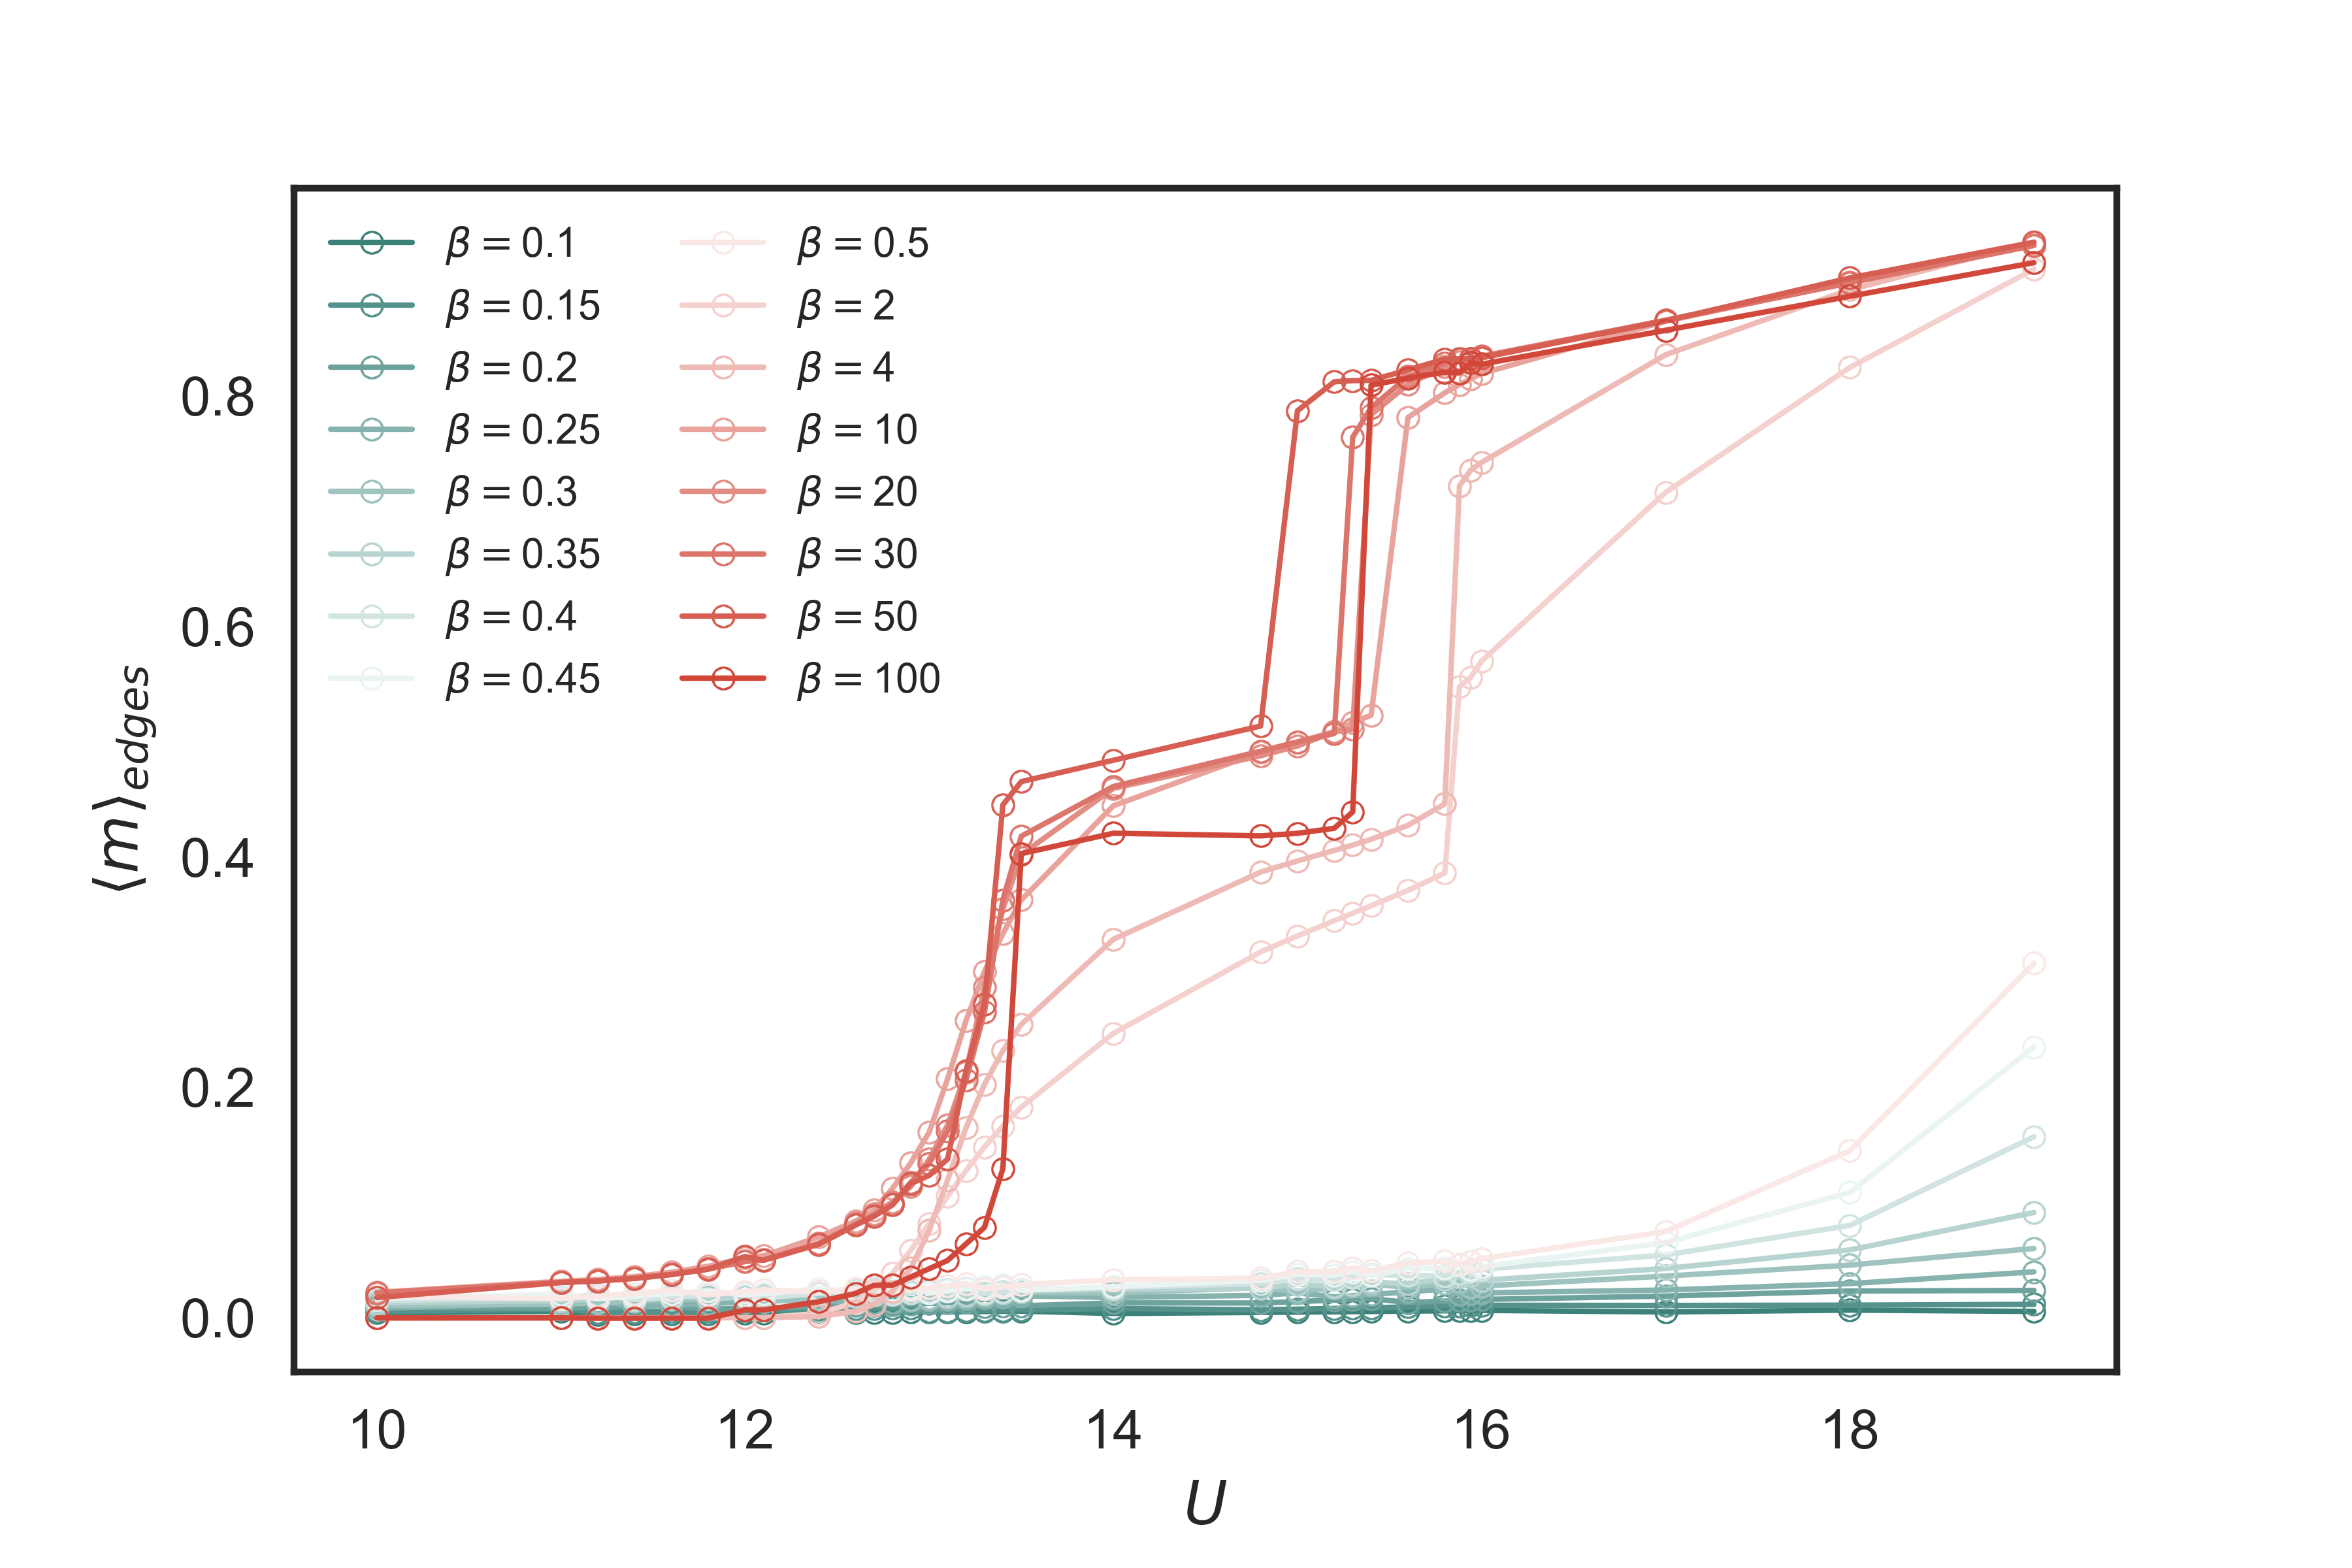 β = 0.1
β = 0.15
β = 0.2
β = 0.25
β = 0.3
β = 0.35
β = 0.4
β = 0.45
β = 0.5
β = 2
β = 4
β = 10
β = 20
β = 30
β = 50
β = 100
⟨m⟩edges
0.8
0.6
0.4
0.2
0.0
10 12 14 16 18
U